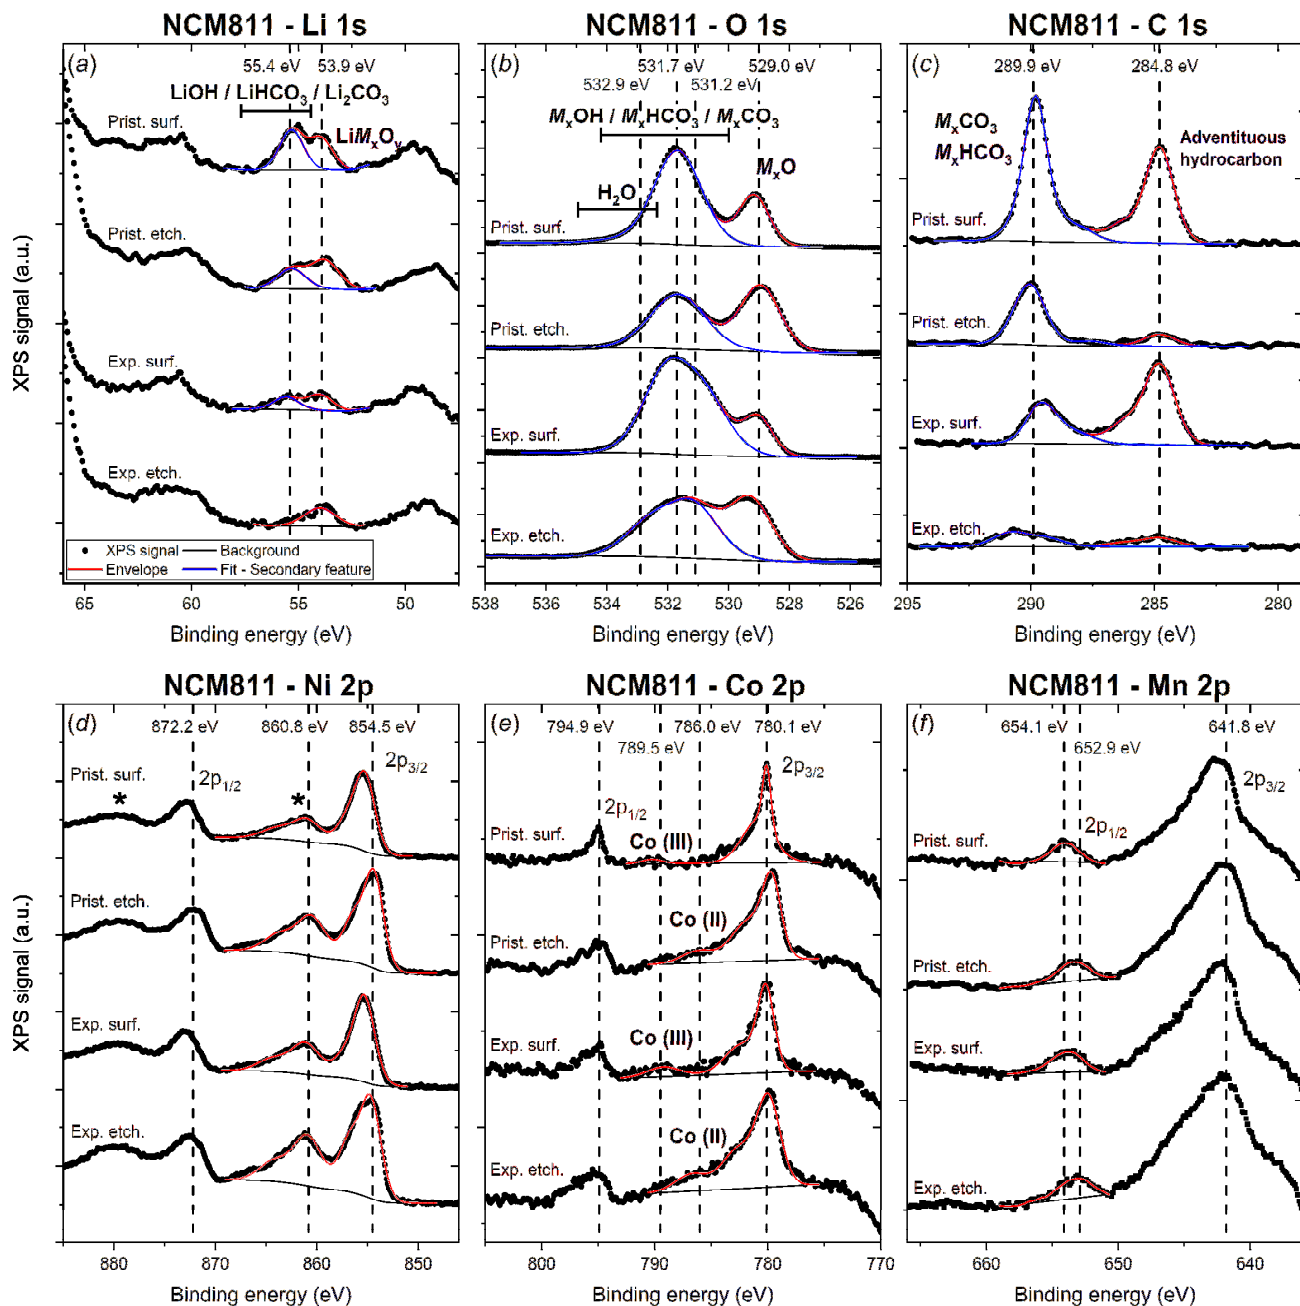 NCM811 - Li 1s
NCM811 - O 1s
NCM811 - C 1s
(a)
55.4 eV
53.9 eV
LiOH / LiHCO3 / Li2CO3
LiMxOy
Prist. surf.
Prist. etch.
Exp. surf.
Exp. etch.
XPS signal
Background
Envelope
Fit - Secondary feature
65 60 55 50
Binding energy (eV)
XPS signal (a.u.)
(b)
531.7 eV
529.0 eV
532.9 eV
531.2 eV
MxOH / MxHCO3 / MxCO3
MxO
H2O
Prist. surf.
Prist. etch.
Exp. surf.
Exp. etch.
538 536 534 532 530 528 526
Binding energy (eV)
(c)
289.9 eV
284.8 eV
MxCO3
MxHCO3
Adventituous
hydrocarbon
Prist. surf.
Prist. etch.
Exp. surf.
Exp. etch.
295 290 285 280
Binding energy (eV)
NCM811 - Ni 2p
NCM811 - Co 2p
NCM811 - Mn 2p
(d)
872.2 eV
860.8 eV
854.5 eV
2p3/2
Prist. surf.
2p1/2
* *
Prist. etch.
Exp. surf.
Exp. etch.
880 870 860 850
Binding energy (eV)
XPS signal (a.u.)
(e)
794.9 eV
786.0 eV
780.1 eV
789.5 eV
2p3/2
2p1/2
Prist. surf.
Co (III)
Co (II)
Prist. etch.
Exp. surf.
Co (III)
Co (II)
Exp. etch.
800 790 780 770
Binding energy (eV)
(f)
654.1 eV
641.8 eV
652.9 eV
2p3/2
2p1/2
Prist. surf.
Prist. etch.
Exp. surf.
Exp. etch.
660 650 640
Binding energy (eV)